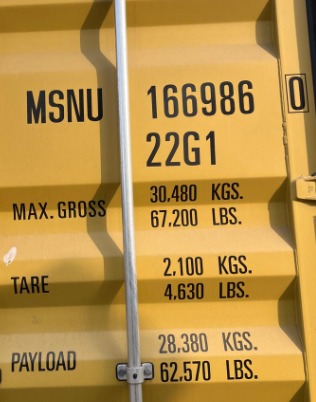 MSNU 166986 0
22G1
MAX. GROSS 30,480 KGS.
67,200 LBS.
TARE 2,100 KGS.
4,630 LBS.
PAYLOAD 28,380 KGS.
62,570 LBS.